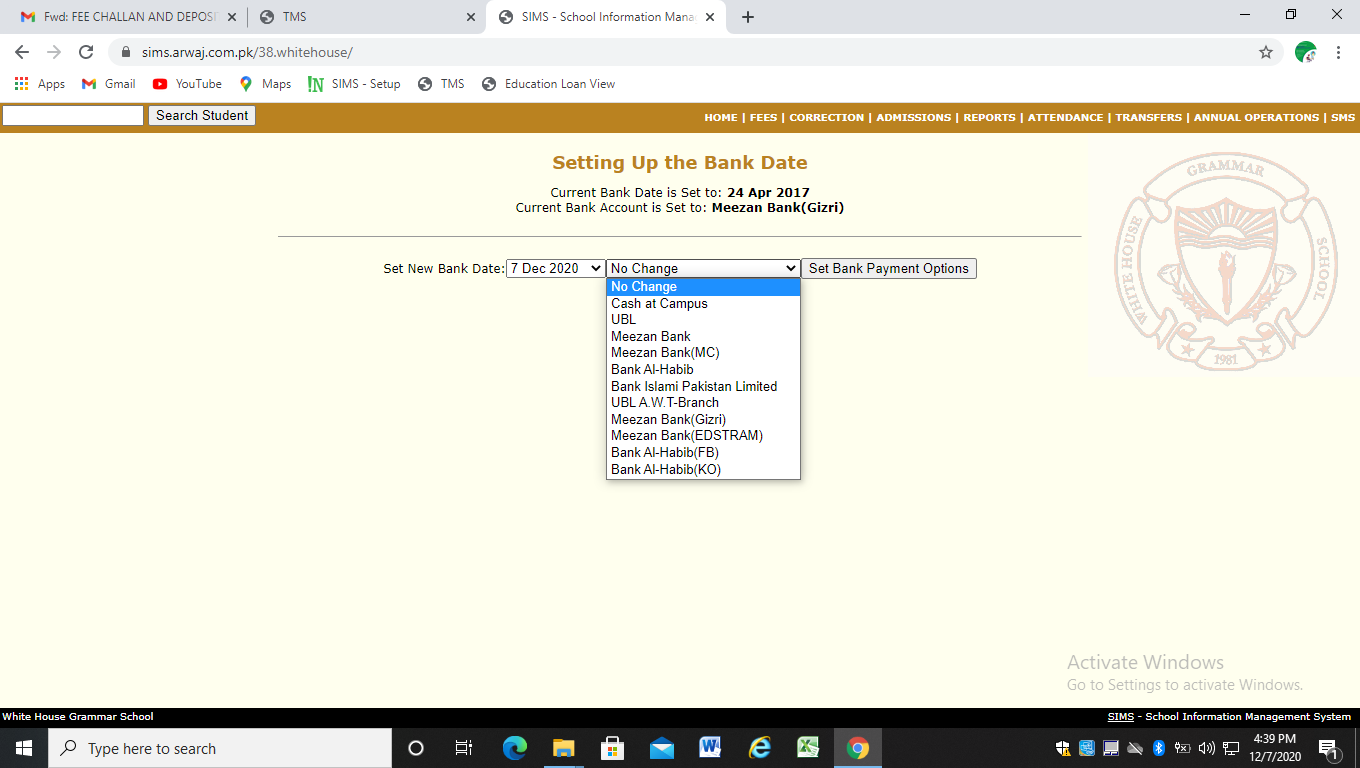 Fwd: FEE CHALLAN AND DEPOSI
TMS
SIMS - School Information Mana
sims.arwaj.com.pk/38.whitehouse/
Apps
Gmail
YouTube
Maps
SIMS - Setup
TMS
Education Loan View
Search Student
HOME | FEES | CORRECTION | ADMISSIONS | REPORTS | ATTENDANCE | TRANSFERS | ANNUAL OPERATIONS | SMS
Setting Up the Bank Date
Current Bank Date is Set to: 24 Apr 2017
Current Bank Account is Set to: Meezan Bank(Gizri)
WHITE HOUSE GRAMMAR SCHOOL
1981
Set New Bank Date: 7 Dec 2020 No Change Set Bank Payment Options
No Change
Cash at Campus
UBL
Meezan Bank
Meezan Bank(MC)
Bank Al-Habib
Bank Islami Pakistan Limited
UBL A.W.T-Branch
Meezan Bank(Gizri)
Meezan Bank(EDSTRAM)
Bank Al-Habib(FB)
Bank Al-Habib(KO)
Activate Windows
Go to Settings to activate Windows.
White House Grammar School
SIMS - School Information Management System
Type here to search
4:39 PM
12/7/2020
1